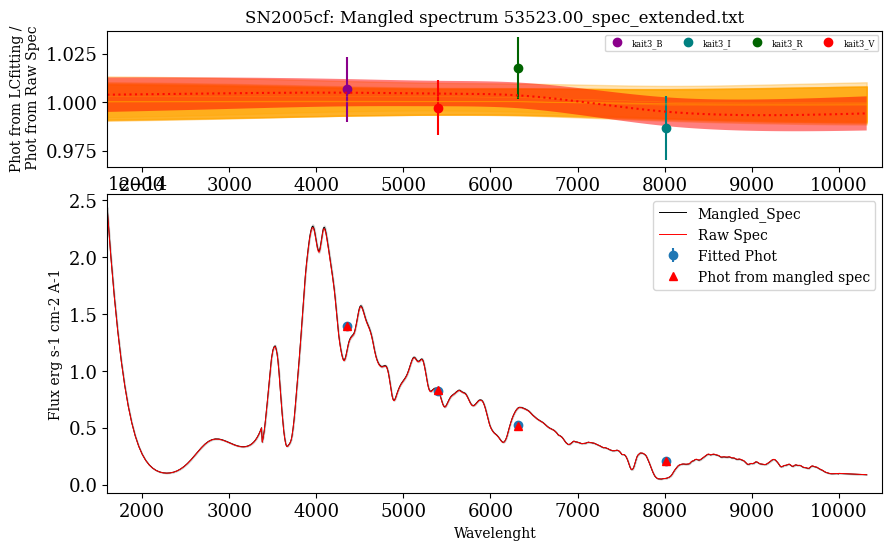 SN2005cf: Mangled spectrum 53523.00_spec_extended.txt
Phot from LCfitting /
Phot from Raw Spec
1.025
1.000
0.975
kait3_B
kait3_I
kait3_R
kait3_V
2000 3000 4000 5000 6000 7000 8000 9000 10000
Flux erg s-1 cm-2 A-1
2.5
2.0
1.5
1.0
0.5
0.0
Mangled_Spec
Raw Spec
Fitted Phot
Phot from mangled spec
2000 3000 4000 5000 6000 7000 8000 9000 10000
Wavelenght